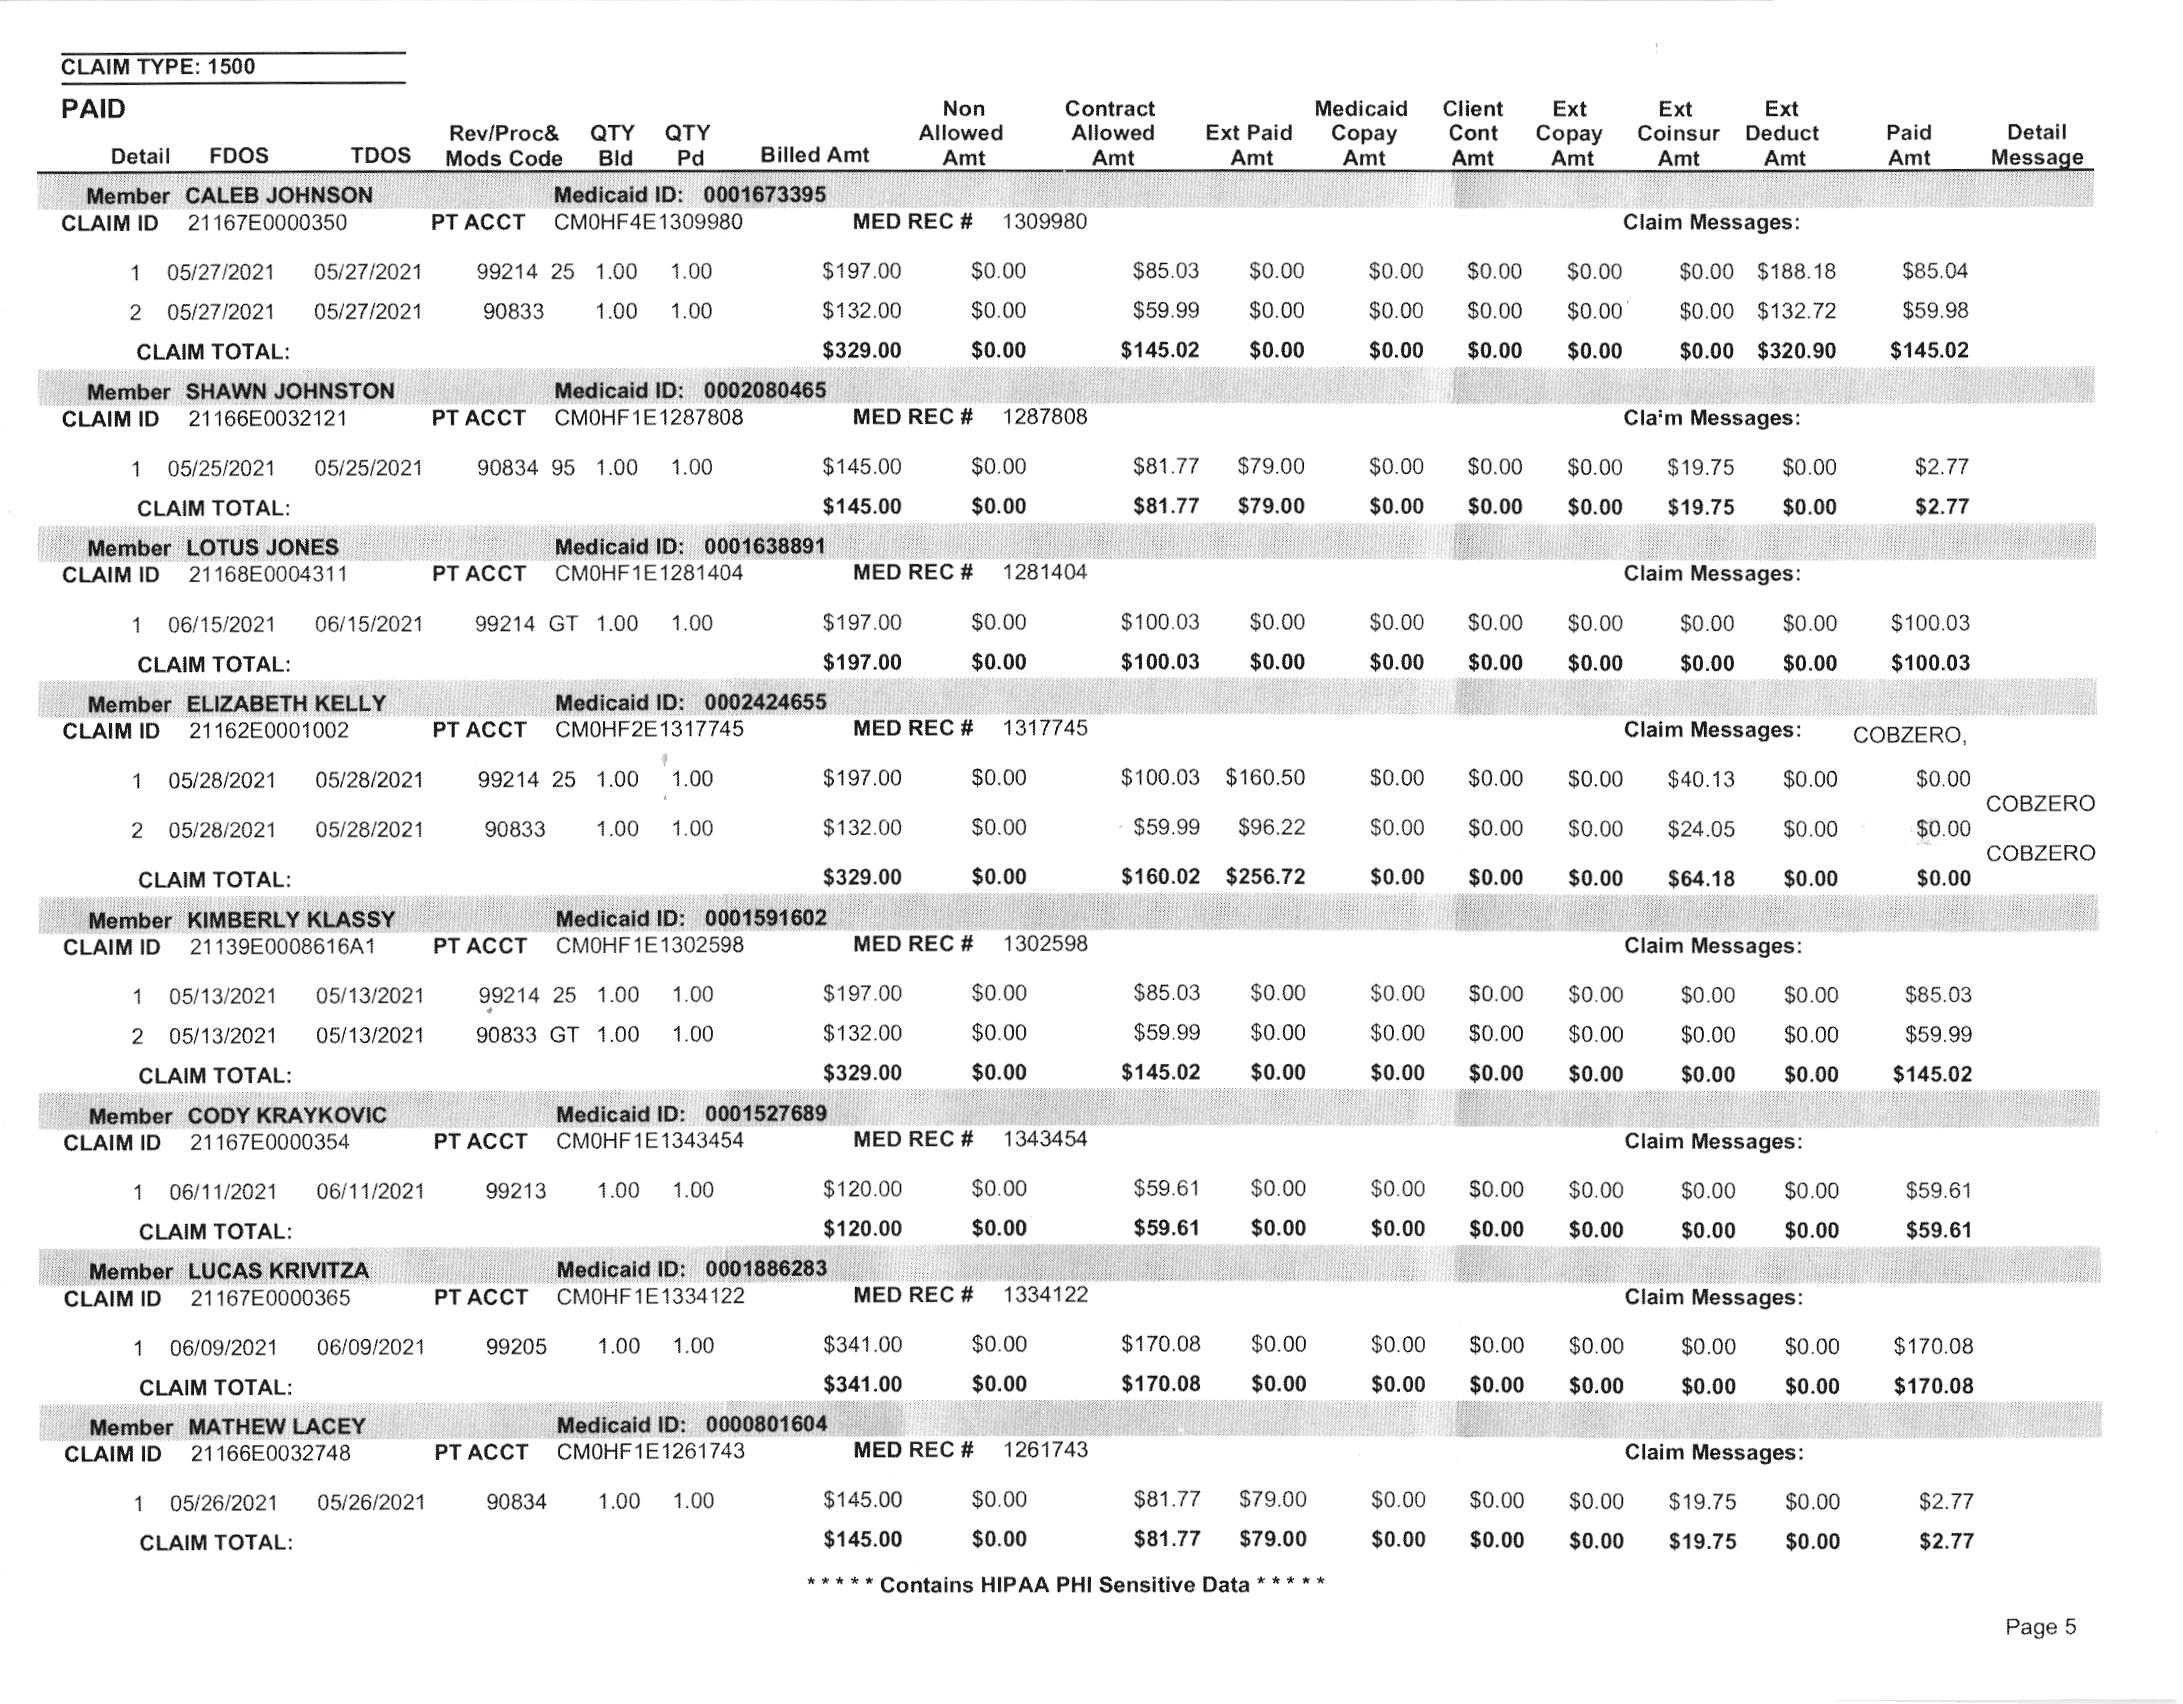 CLAIM TYPE: 1500
PAID
Non Contract Medicaid Client Ext Ext Ext
Rev/Proc& QTY QTY Allowed Allowed Ext Paid Copay Cont Copay Coinsur Deduct Paid Detail
Detail FDOS TDOS Mods Code Bld Pd Billed Amt Amt Amt Amt Amt Amt Amt Amt Amt Amt Message
Member CALEB JOHNSON Medicaid ID: 0001673395
CLAIM ID 21167E0000350 PT ACCT CM0HF4E1309980 MED REC # 1309980 Claim Messages:
1 05/27/2021 05/27/2021 99214 25 1.00 1.00 $197.00 $0.00 $85.03 $0.00 $0.00 $0.00 $0.00 $0.00 $188.18 $85.04
2 05/27/2021 05/27/2021 90833 1.00 1.00 $132.00 $0.00 $59.99 $0.00 $0.00 $0.00 $0.00 $0.00 $132.72 $59.98
CLAIM TOTAL: $329.00 $0.00 $145.02 $0.00 $0.00 $0.00 $0.00 $0.00 $320.90 $145.02
Member SHAWN JOHNSTON Medicaid ID: 0002080465
CLAIM ID 21166E0032121 PT ACCT CM0HF1E1287808 MED REC # 1287808 Claim Messages:
1 05/25/2021 05/25/2021 90834 95 1.00 1.00 $145.00 $0.00 $81.77 $79.00 $0.00 $0.00 $0.00 $19.75 $0.00 $2.77
CLAIM TOTAL: $145.00 $0.00 $81.77 $79.00 $0.00 $0.00 $0.00 $19.75 $0.00 $2.77
Member LOTUS JONES Medicaid ID: 0001638891
CLAIM ID 21168E0004311 PT ACCT CM0HF1E1281404 MED REC # 1281404 Claim Messages:
1 06/15/2021 06/15/2021 99214 GT 1.00 1.00 $197.00 $0.00 $100.03 $0.00 $0.00 $0.00 $0.00 $0.00 $0.00 $100.03
CLAIM TOTAL: $197.00 $0.00 $100.03 $0.00 $0.00 $0.00 $0.00 $0.00 $0.00 $100.03
Member ELIZABETH KELLY Medicaid ID: 0002424655
CLAIM ID 21162E0001002 PT ACCT CM0HF2E1317745 MED REC # 1317745 Claim Messages: COBZERO,
1 05/28/2021 05/28/2021 99214 25 1.00 1.00 $197.00 $0.00 $100.03 $160.50 $0.00 $0.00 $0.00 $40.13 $0.00 $0.00
COBZERO
2 05/28/2021 05/28/2021 90833 1.00 1.00 $132.00 $0.00 $59.99 $96.22 $0.00 $0.00 $0.00 $24.05 $0.00 $0.00
COBZERO
CLAIM TOTAL: $329.00 $0.00 $160.02 $256.72 $0.00 $0.00 $0.00 $64.18 $0.00 $0.00
Member KIMBERLY KLASSY Medicaid ID: 0001591602
CLAIM ID 21139E0008616A1 PT ACCT CM0HF1E1302598 MED REC # 1302598 Claim Messages:
1 05/13/2021 05/13/2021 99214 25 1.00 1.00 $197.00 $0.00 $85.03 $0.00 $0.00 $0.00 $0.00 $0.00 $0.00 $85.03
2 05/13/2021 05/13/2021 90833 GT 1.00 1.00 $132.00 $0.00 $59.99 $0.00 $0.00 $0.00 $0.00 $0.00 $0.00 $59.99
CLAIM TOTAL: $329.00 $0.00 $145.02 $0.00 $0.00 $0.00 $0.00 $0.00 $0.00 $145.02
Member CODY KRAYKOVIC Medicaid ID: 0001527689
CLAIM ID 21167E0000354 PT ACCT CM0HF1E1343454 MED REC # 1343454 Claim Messages:
1 06/11/2021 06/11/2021 99213 1.00 1.00 $120.00 $0.00 $59.61 $0.00 $0.00 $0.00 $0.00 $0.00 $0.00 $59.61
CLAIM TOTAL: $120.00 $0.00 $59.61 $0.00 $0.00 $0.00 $0.00 $0.00 $0.00 $59.61
Member LUCAS KRIVITZA Medicaid ID: 0001886283
CLAIM ID 21167E0000365 PT ACCT CM0HF1E1334122 MED REC # 1334122 Claim Messages:
1 06/09/2021 06/09/2021 99205 1.00 1.00 $341.00 $0.00 $170.08 $0.00 $0.00 $0.00 $0.00 $0.00 $0.00 $170.08
CLAIM TOTAL: $341.00 $0.00 $170.08 $0.00 $0.00 $0.00 $0.00 $0.00 $0.00 $170.08
Member MATHEW LACEY Medicaid ID: 0000801604
CLAIM ID 21166E0032748 PT ACCT CM0HF1E1261743 MED REC # 1261743 Claim Messages:
1 05/26/2021 05/26/2021 90834 1.00 1.00 $145.00 $0.00 $81.77 $79.00 $0.00 $0.00 $0.00 $19.75 $0.00 $2.77
CLAIM TOTAL: $145.00 $0.00 $81.77 $79.00 $0.00 $0.00 $0.00 $19.75 $0.00 $2.77
* * * * * Contains HIPAA PHI Sensitive Data * * * * *
Page 5